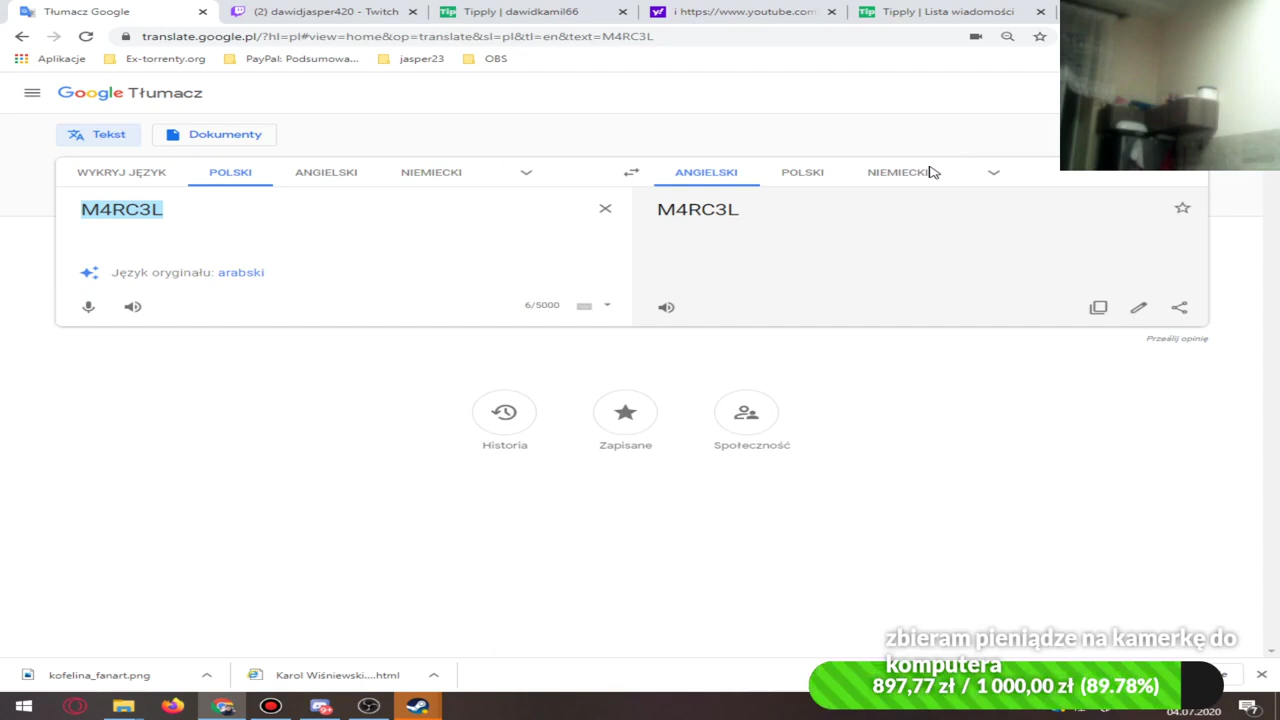 Tłumacz Google
(2) dawidjasper420 - Twitch
Tipply | dawidkamil66
i https://www.youtube.com
Tipply | Lista wiadomości
translate.google.pl/?hl=pl#view=home&op=translate&sl=pl&tl=en&text=M4RC3L
Aplikacje
Ex-torrenty.org
PayPal: Podsumowa...
jasper23
OBS
Google Tłumacz
Tekst
Dokumenty
WYKRYJ JĘZYK
POLSKI
ANGIELSKI
NIEMIECKI
ANGIELSKI
POLSKI
NIEMIECKI
M4RC3L
M4RC3L
Język oryginału: arabski
6/5000
Prześlij opinię
Historia
Zapisane
Społeczność
zbieram pieniądze na kamerkę do
komputera
897,77 zł / 1 000,00 zł (89.78%)
kofelina_fanart.png
Karol Wiśniewski....html
04.07.2020
7